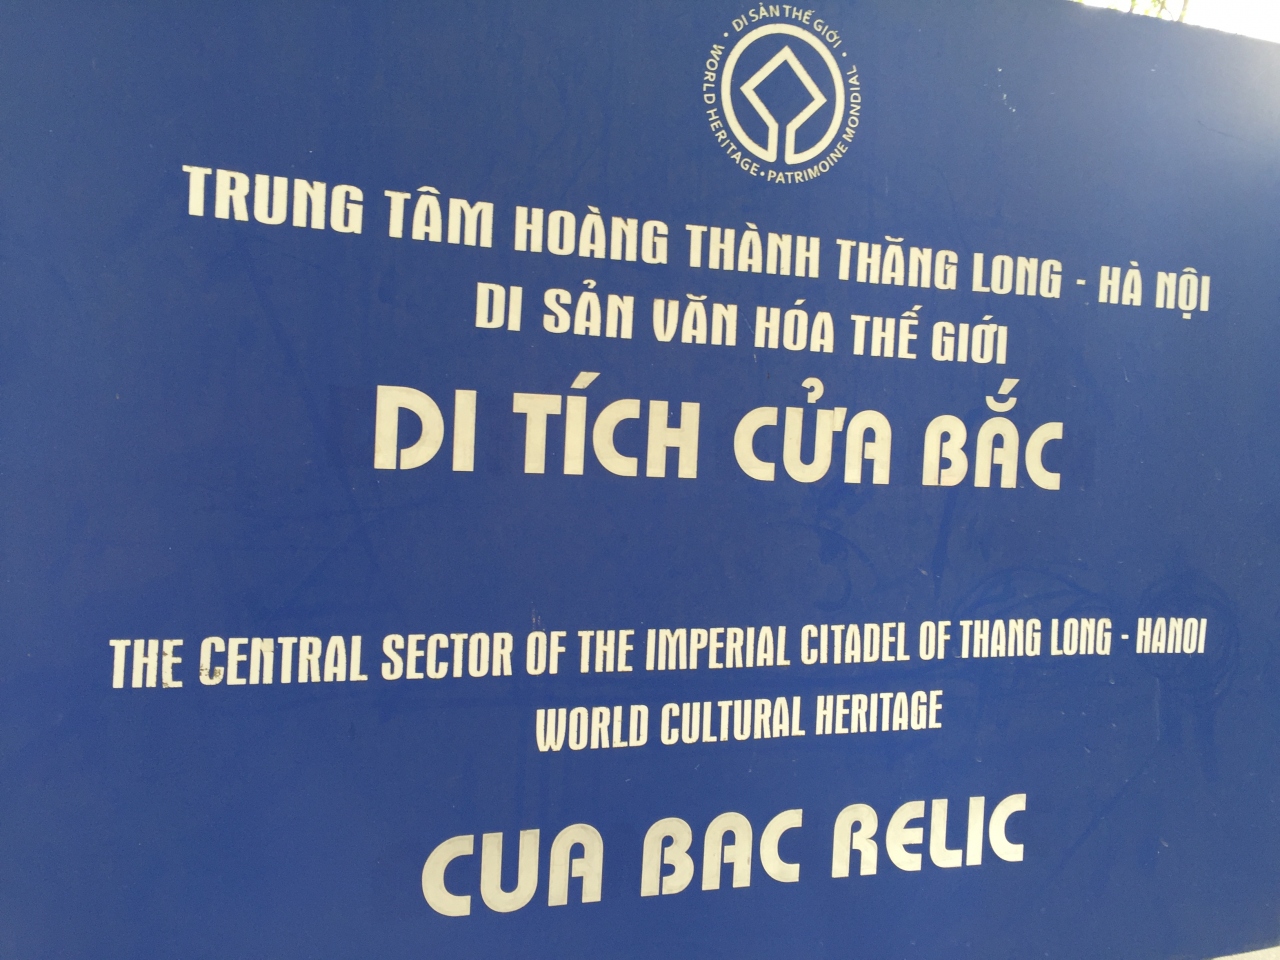 DI SẢN THẾ GIỚI • WORLD HERITAGE • PATRIMOINE MONDIAL •
TRUNG TÂM HOÀNG THÀNH THĂNG LONG - HÀ NỘI
DI SẢN VĂN HÓA THẾ GIỚI
DI TÍCH CỬA BẮC
THE CENTRAL SECTOR OF THE IMPERIAL CITADEL OF THANG LONG - HANOI
WORLD CULTURAL HERITAGE
CUA BAC RELIC